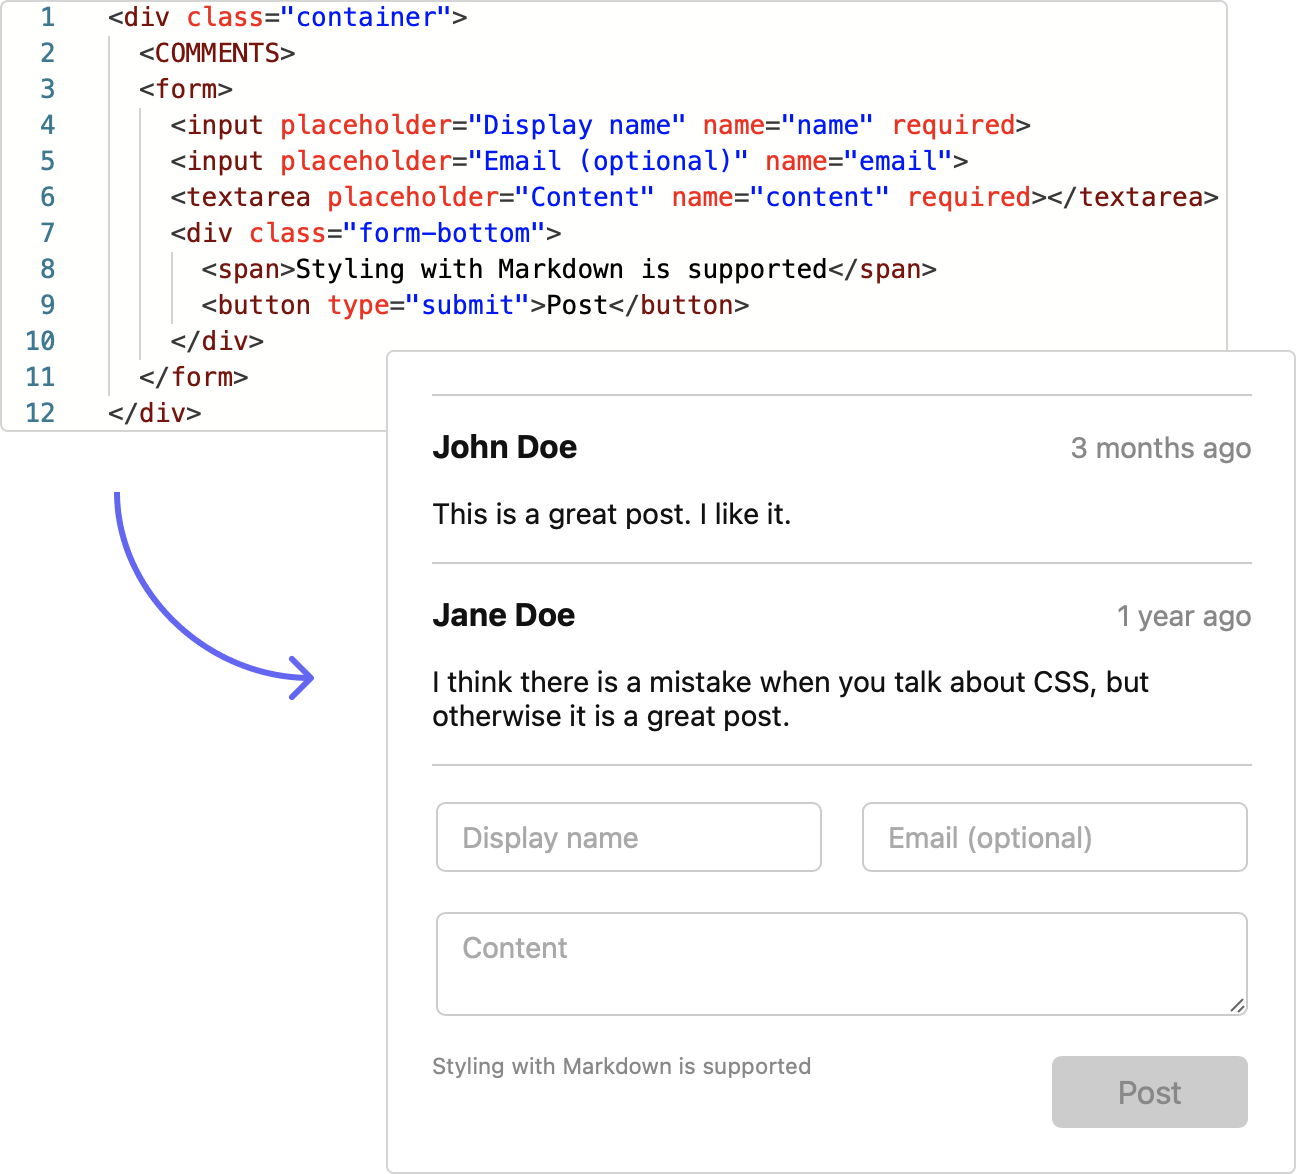 1 <div class="container">
2 <COMMENTS>
3 <form>
4 <input placeholder="Display name" name="name" required>
5 <input placeholder="Email (optional)" name="email">
6 <textarea placeholder="Content" name="content" required></textarea>
7 <div class="form-bottom">
8 <span>Styling with Markdown is supported</span>
9 <button type="submit">Post</button>
10 </div>
11 </form>
12 </div>
John Doe 3 months ago
This is a great post. I like it.
Jane Doe 1 year ago
I think there is a mistake when you talk about CSS, but
otherwise it is a great post.
Display name Email (optional)
Content
Styling with Markdown is supported
Post